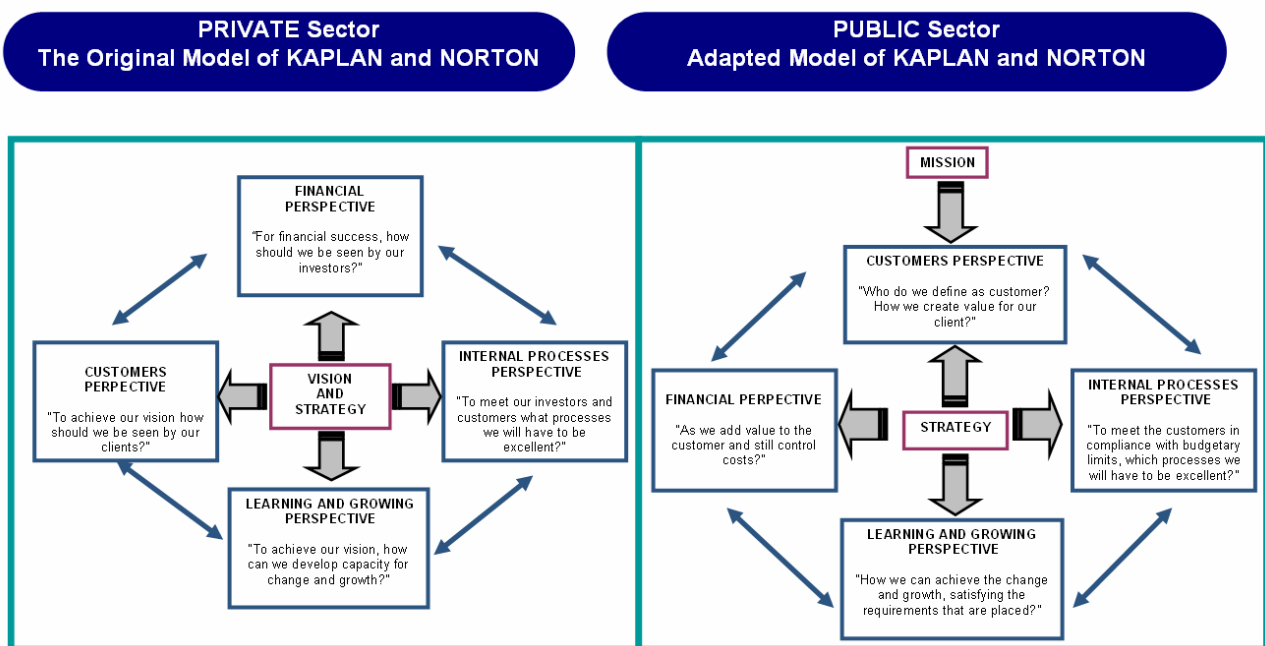 PRIVATE Sector
The Original Model of KAPLAN and NORTON
PUBLIC Sector
Adapted Model of KAPLAN and NORTON
FINANCIAL
PERSPECTIVE
"For financial success, how
should we be seen by our
investors?"
CUSTOMERS
PERPECTIVE
"To achieve our vision how
should we be seen by our
clients?"
VISION
AND
STRATEGY
INTERNAL PROCESSES
PERSPECTIVE
"To meet our investors and
customers what processes
we will have to be
excellent?"
LEARNING AND GROWING
PERSPECTIVE
"To achieve our vision, how
can we develop capacity for
change and growth?"
MISSION
CUSTOMERS PERSPECTIVE
"Who do we define as customer?
How we create value for our
client?"
FINANCIAL PERPECTIVE
"As we add value to the
customer and still control
costs?"
STRATEGY
INTERNAL PROCESSES
PERSPECTIVE
"To meet the customers in
compliance with budgetary
limits, which processes we
will have to be excellent?"
LEARNING AND GROWING
PERSPECTIVE
"How we can achieve the change
and growth, satisfying the
requirements that are placed?"